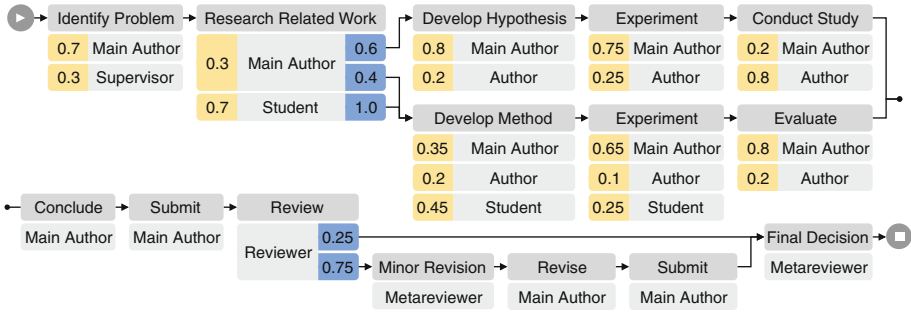 Identify Problem
0.7 Main Author
0.3 Supervisor
Research Related Work
0.3 Main Author 0.6
0.4
0.7 Student 1.0
Develop Hypothesis
0.8 Main Author
0.2 Author
Experiment
0.75 Main Author
0.25 Author
Conduct Study
0.2 Main Author
0.8 Author
Develop Method
0.35 Main Author
0.2 Author
0.45 Student
Experiment
0.65 Main Author
0.1 Author
0.25 Student
Evaluate
0.8 Main Author
0.2 Author
Conclude
Main Author
Submit
Main Author
Review
Reviewer 0.25
0.75
Minor Revision
Metareviewer
Revise
Main Author
Submit
Main Author
Final Decision
Metareviewer